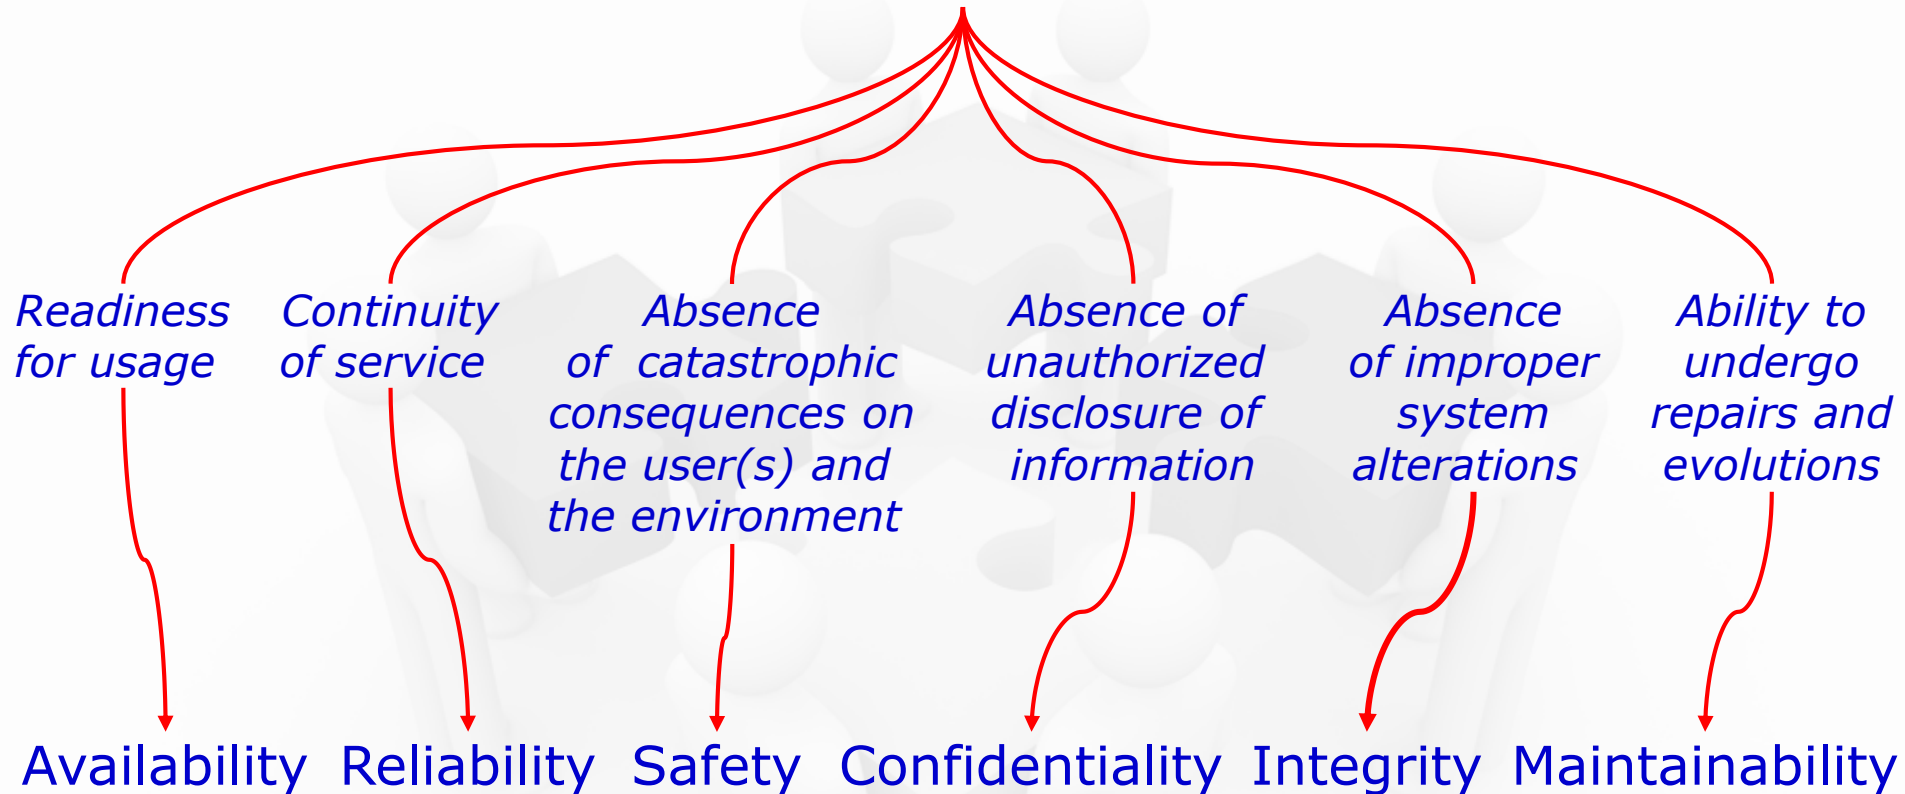 Readiness
for usage
Continuity
of service
Absence
of catastrophic
consequences on
the user(s) and
the environment
Absence of
unauthorized
disclosure of
information
Absence
of improper
system
alterations
Ability to
undergo
repairs and
evolutions
Availability Reliability Safety Confidentiality Integrity Maintainability